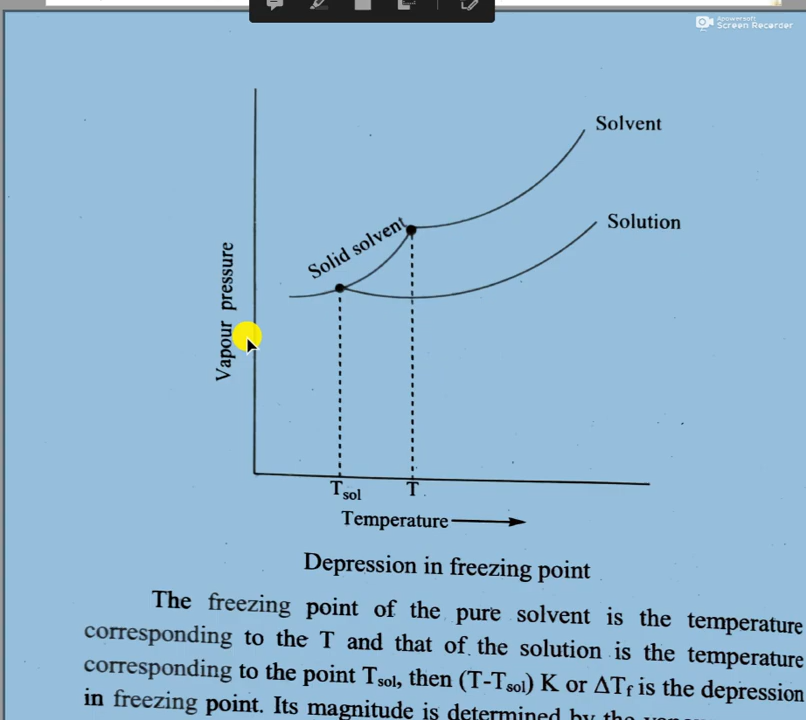 Apowersoft
Screen Recorder
Solvent
Solid solvent
Solution
Vapour pressure
Tsol T
Temperature
Depression in freezing point
The freezing point of the pure solvent is the temperature
corresponding to the T and that of the solution is the temperature
corresponding to the point Tsol, then (T-Tsol) K or ΔTf is the depression
in freezing point. Its magnitude is determined by the